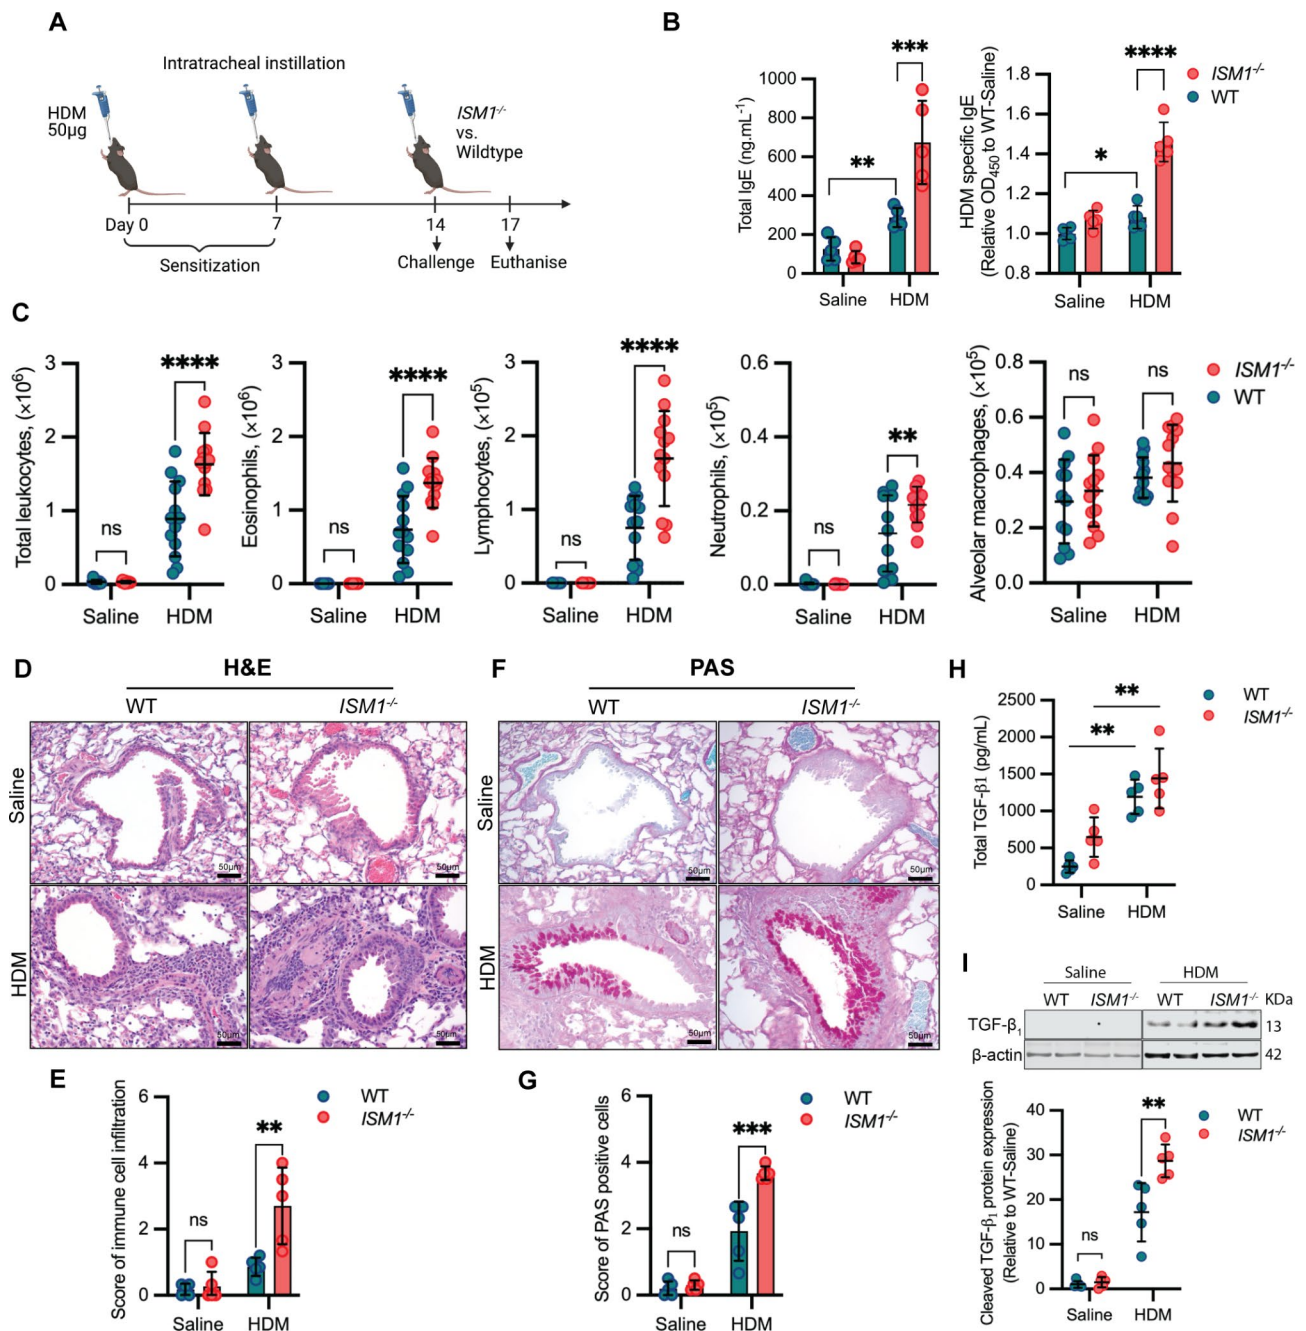 A
Intratracheal instillation
HDM
50µg
ISM1-/-
vs.
Wildtype
Day 0
7
14
17
Sensitization
Challenge
Euthanise
B
Total IgE (ng.mL-1)
1000
800
600
400
200
0
**
***
Saline
HDM
HDM specific IgE
(Relative OD450 to WT-Saline)
1.8
1.6
1.4
1.2
1.0
0.8
*
****
Saline
HDM
ISM1-/-
WT
C
Total leukocytes, (×10⁶)
3
2
1
0
ns
****
Saline
HDM
Eosinophils, (×10⁶)
3
2
1
0
ns
****
Saline
HDM
Lymphocytes, (×10⁵)
3
2
1
0
ns
****
Saline
HDM
Neutrophils, (×10⁵)
0.6
0.4
0.2
0.0
ns
**
Saline
HDM
Alveolar macrophages, (×10⁵)
0.8
0.6
0.4
0.2
0.0
ns
ns
Saline
HDM
ISM1-/-
WT
D
H&E
WT
ISM1-/-
Saline
HDM
50µm
50µm
50µm
50µm
F
PAS
WT
ISM1-/-
Saline
HDM
50µm
50µm
50µm
50µm
H
Total TGF-β1 (pg/mL)
2500
2000
1500
1000
500
0
**
**
Saline
HDM
WT
ISM1-/-
I
Saline
HDM
WT
ISM1-/-
WT
ISM1-/-
KDa
TGF-β₁
13
β-actin
42
E
Score of immune cell infiltration
6
4
2
0
ns
**
Saline
HDM
WT
ISM1-/-
G
Score of PAS positive cells
6
4
2
0
ns
***
Saline
HDM
WT
ISM1-/-
Cleaved TGF-β₁ protein expression
(Relative to WT-Saline)
40
30
20
10
0
ns
**
Saline
HDM
WT
ISM1-/-